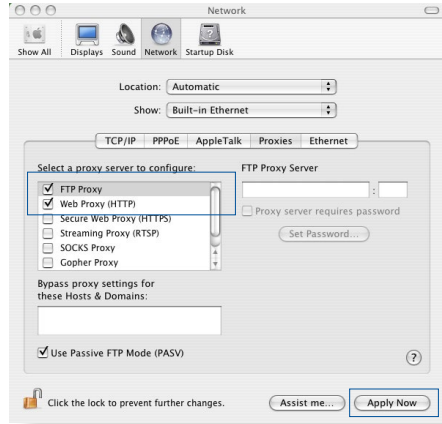 Network
Show All Displays Sound Network Startup Disk
Location: Automatic
Show: Built-in Ethernet
TCP/IP PPPoE AppleTalk Proxies Ethernet
Select a proxy server to configure: FTP Proxy Server
FTP Proxy
Web Proxy (HTTP) :
Secure Web Proxy (HTTPS) Proxy server requires password
Streaming Proxy (RTSP) Set Password...
SOCKS Proxy
Gopher Proxy
Bypass proxy settings for
these Hosts & Domains:
Use Passive FTP Mode (PASV) ?
Click the lock to prevent further changes. Assist me... Apply Now